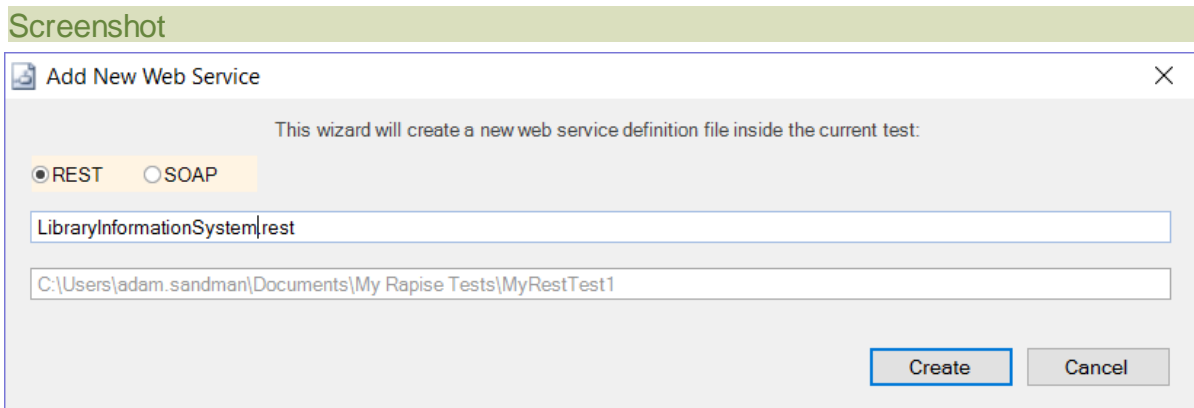 Screenshot
Add New Web Service
This wizard will create a new web service definition file inside the current test:
REST SOAP
LibraryInformationSystem.rest
C:\Users\adam.sandman\Documents\My Rapise Tests\MyRestTest1
Create Cancel